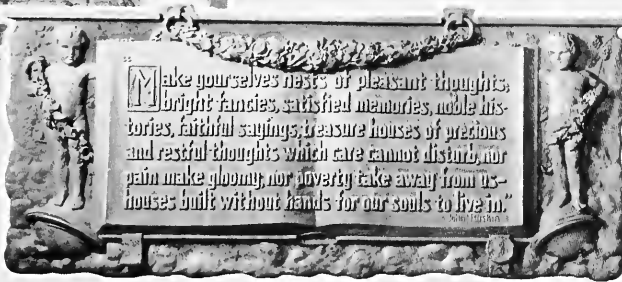 "Make yourselves nests of pleasant thoughts;
bright fancies, satisfied memories, noble his-
tories, faithful sayings, treasure houses of precious
and restful thoughts which care cannot disturb, nor
pain make gloomy, nor poverty take away from us-
houses built without hands for our souls to live in."
- John Ruskin